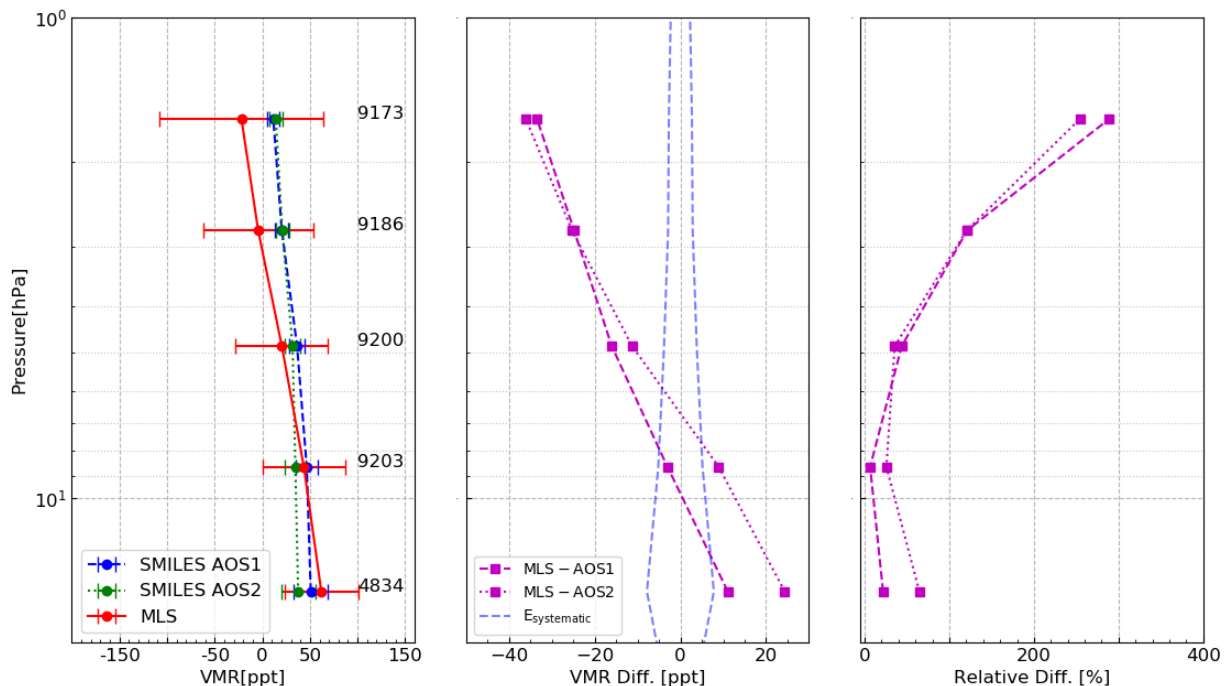 10⁰
9173
9186
Pressure[hPa]
9200
9203
10¹
SMILES AOS1
SMILES AOS2
MLS
4834
MLS − AOS1
MLS − AOS2
E_systematic
-150 -50 0 50 150
VMR[ppt]
−40 −20 0 20
VMR Diff. [ppt]
0 200 400
Relative Diff. [%]